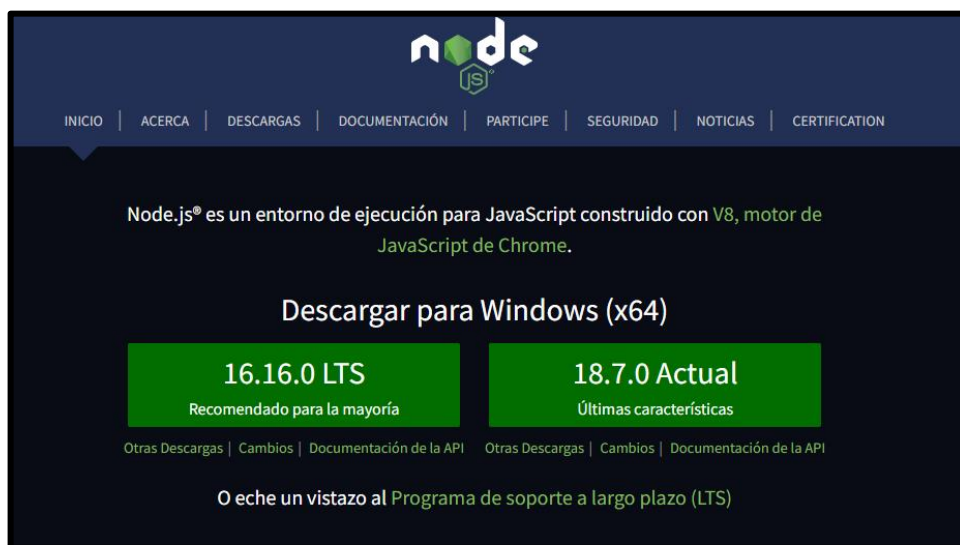 node
JS
INICIO | ACERCA | DESCARGAS | DOCUMENTACIÓN | PARTICIPE | SEGURIDAD | NOTICIAS | CERTIFICATION
Node.js® es un entorno de ejecución para JavaScript construido con V8, motor de
JavaScript de Chrome.
Descargar para Windows (x64)
16.16.0 LTS
Recomendado para la mayoría
18.7.0 Actual
Últimas características
Otras Descargas | Cambios | Documentación de la API
Otras Descargas | Cambios | Documentación de la API
O eche un vistazo al Programa de soporte a largo plazo (LTS)